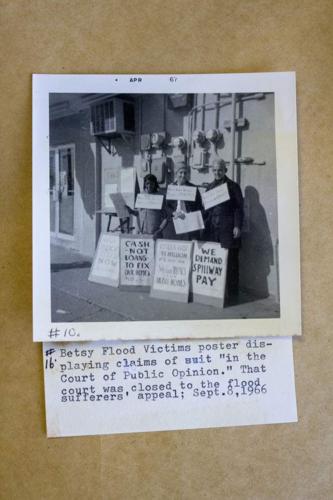 APR 67
CASH
-NOT
LOANS-
TO FIX
OUR HOMES
WE
DEMAND
SPILLWAY
PAY
#10.
# Betsy Flood Victims poster dis-
16 playing claims of suit "in the
Court of Public Opinion." That
court was closed to the flood
sufferers' appeal; Sept.8,1966